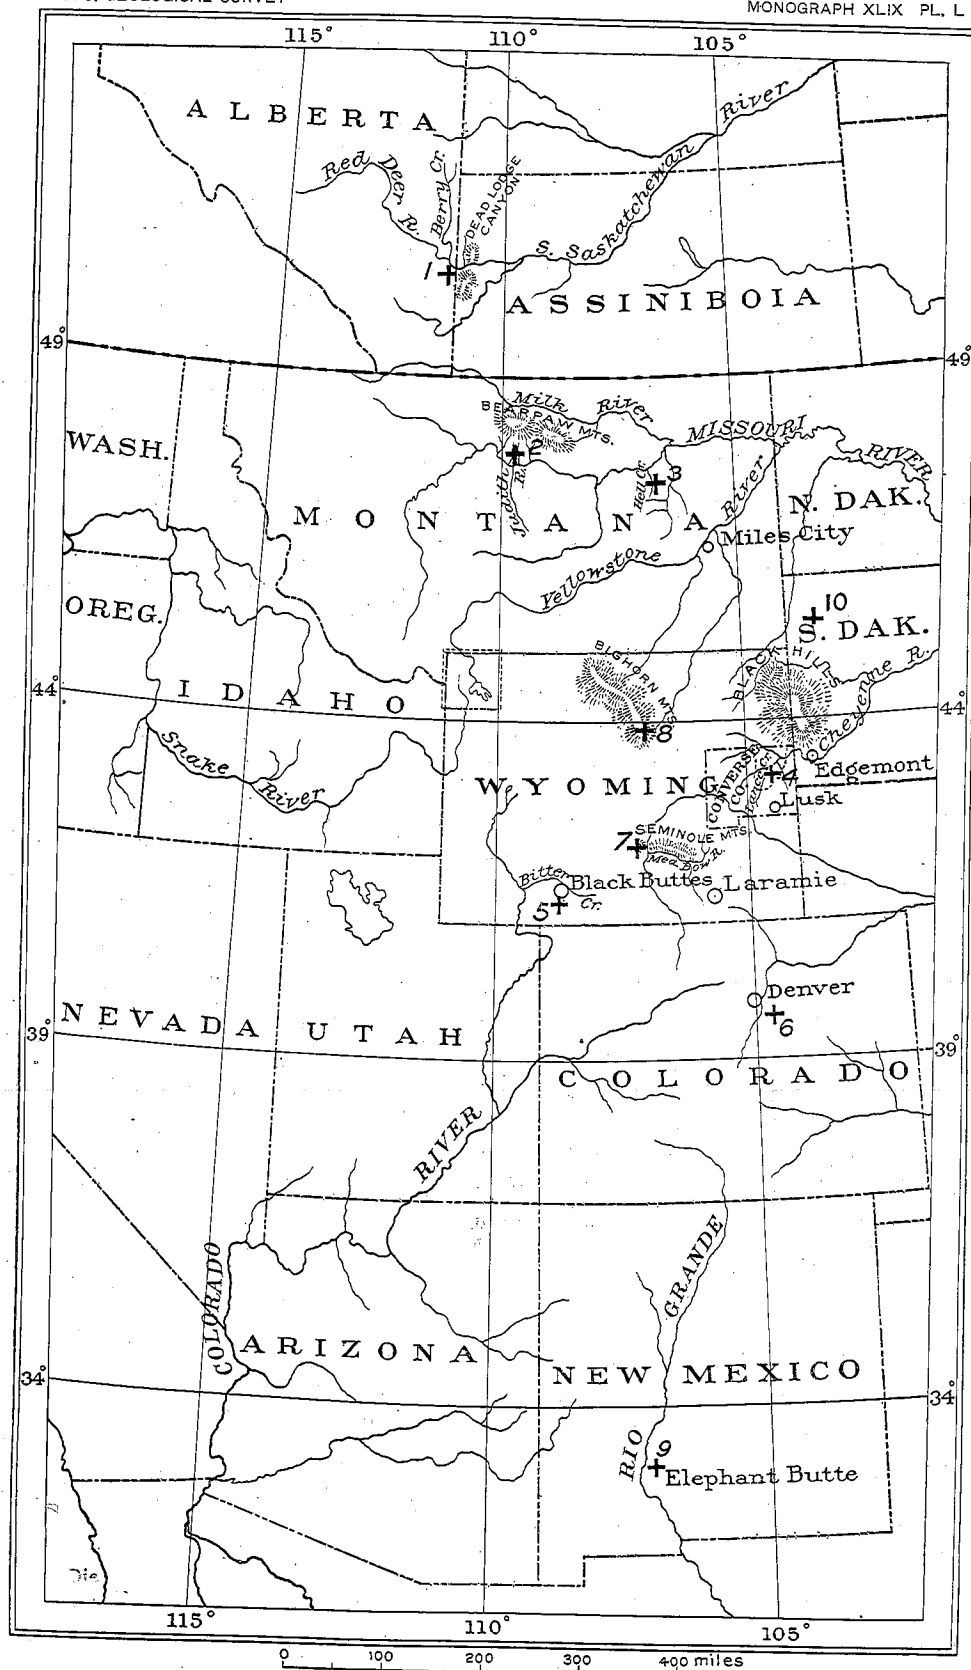 GEOLOGICAL SURVEY
MONOGRAPH XLIX PL. L
115° 110° 105°
ALBERTA
River
Red Deer R.
Berry Cr.
DEAD LODGE
CANYON
S. Saskatchewan
1
ASSINIBOIA
49° 49°
Milk River
BEARPAW MTS.
MISSOURI RIVER
WASH.
2
Judith R.
Hell Cr.
3
River
N. DAK.
MONTANA
Miles City
Yellowstone
OREG.
10
S. DAK.
BIGHORN MTS.
BLACK HILLS
Cheyenne R.
IDAHO
44° 44°
8
Snake River
WYOMING
CONVERSE
CO.
Lance Cr.
4
Edgemont
Lusk
7
SEMINOLE MTS.
Med. Bow R.
Bitter Cr.
Black Buttes
Laramie
5
Denver
6
NEVADA
UTAH
39° 39°
COLORADO
RIVER
GRANDE
COLORADO
ARIZONA
NEW MEXICO
34° 34°
RIO
9
Elephant Butte
115° 110° 105°
0 100 200 300 400 miles